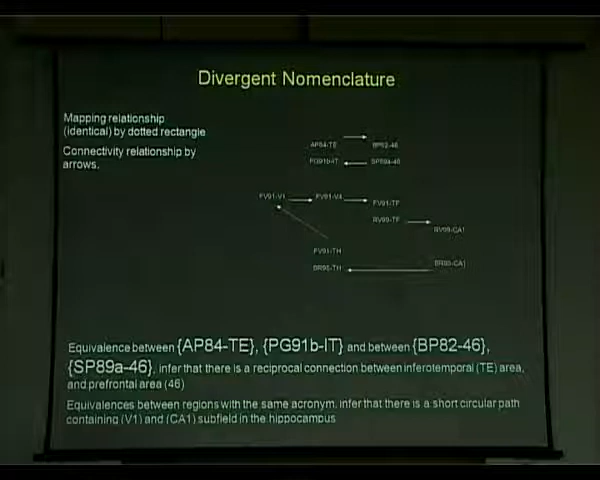 Divergent Nomenclature
Mapping relationship
(identical) by dotted rectangle
Connectivity relationship by
arrows.
AP84-TE BP82-46
PG91b-IT SP89a-46
FV91-V1 FV91-V4 FV91-TF
RV99-TF
RV99-CA1
FV91-TH
BR98-TH BR98-CA1
Equivalence between {AP84-TE}, {PG91b-IT} and between {BP82-46},
{SP89a-46}, infer that there is a reciprocal connection between inferotemporal (TE) area,
and prefrontal area (46)
Equivalences between regions with the same acronym, infer that there is a short circular path
containing (V1) and (CA1) subfield in the hippocampus